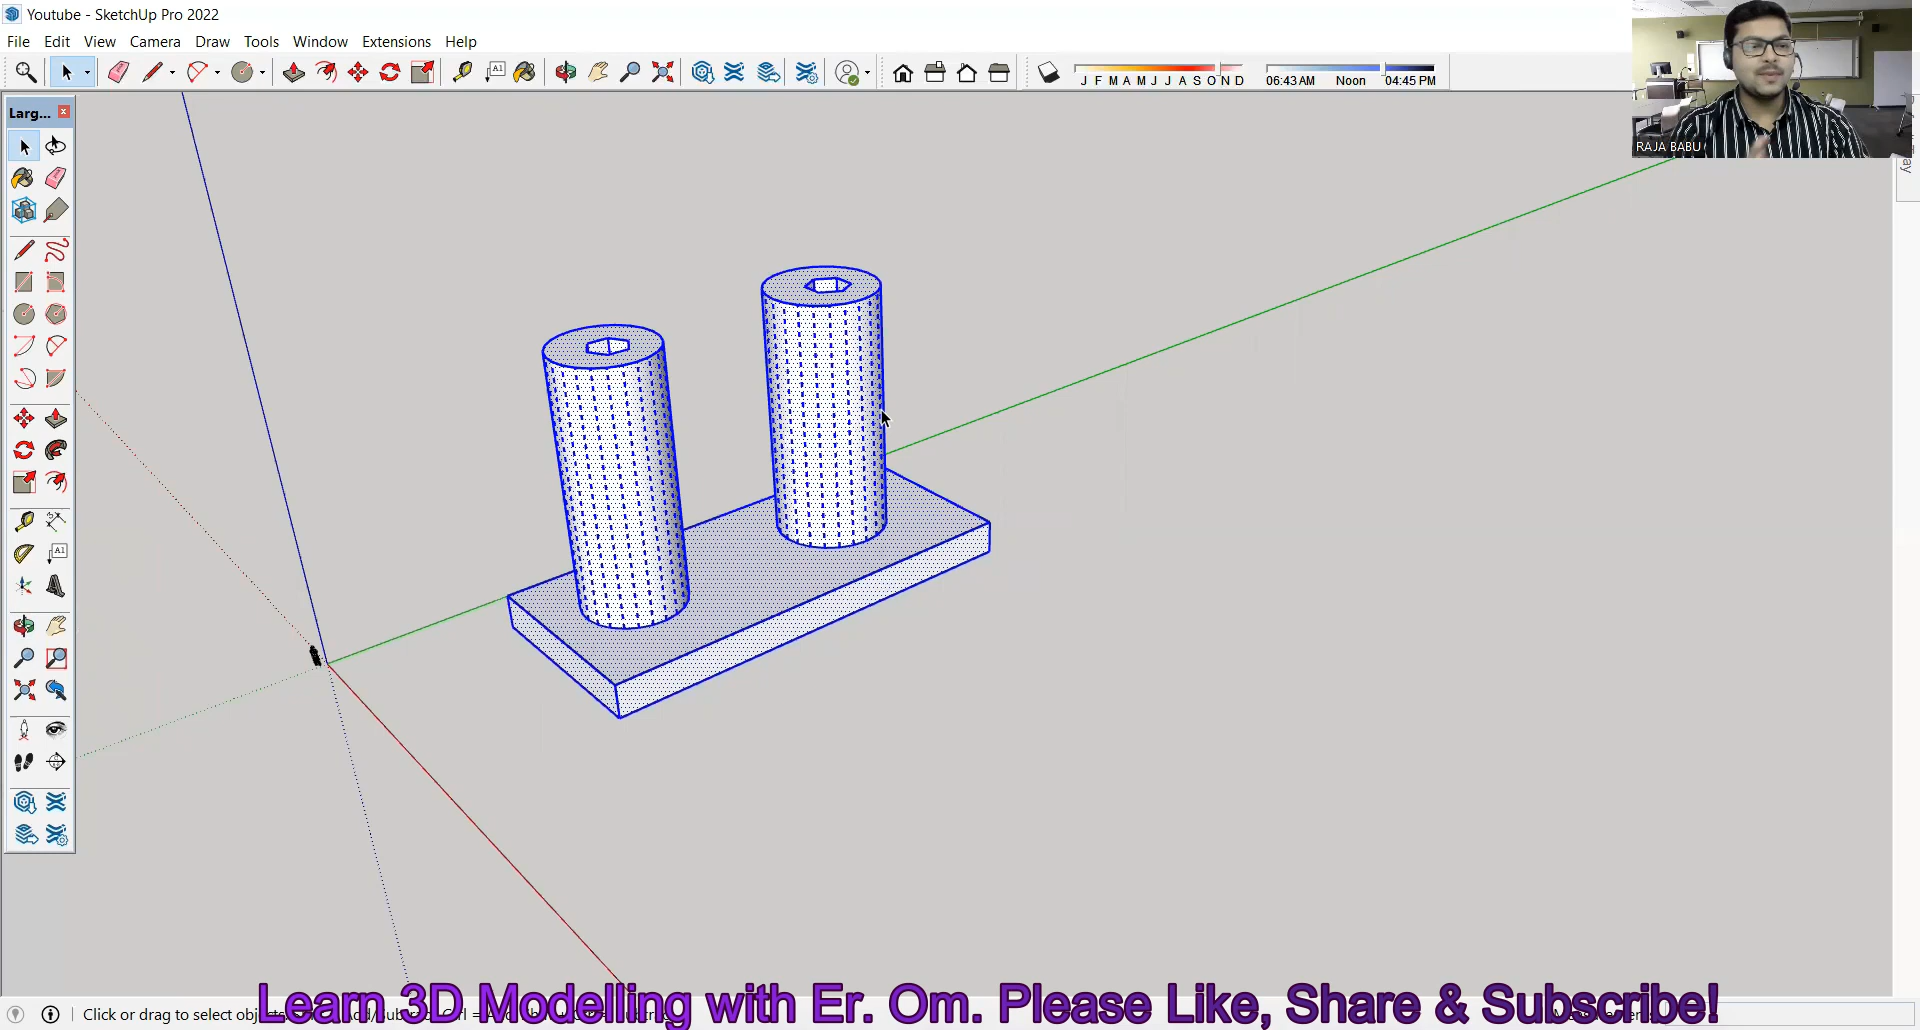 Youtube - SketchUp Pro 2022
File Edit View Camera Draw Tools Window Extensions Help
A1
J F M A M J J A S O N D 06:43 AM Noon 04:45 PM
RAJA BABU
Larg...
A1
Click or drag to select
Learn 3D Modelling with Er. Om. Please Like, Share & Subscribe!